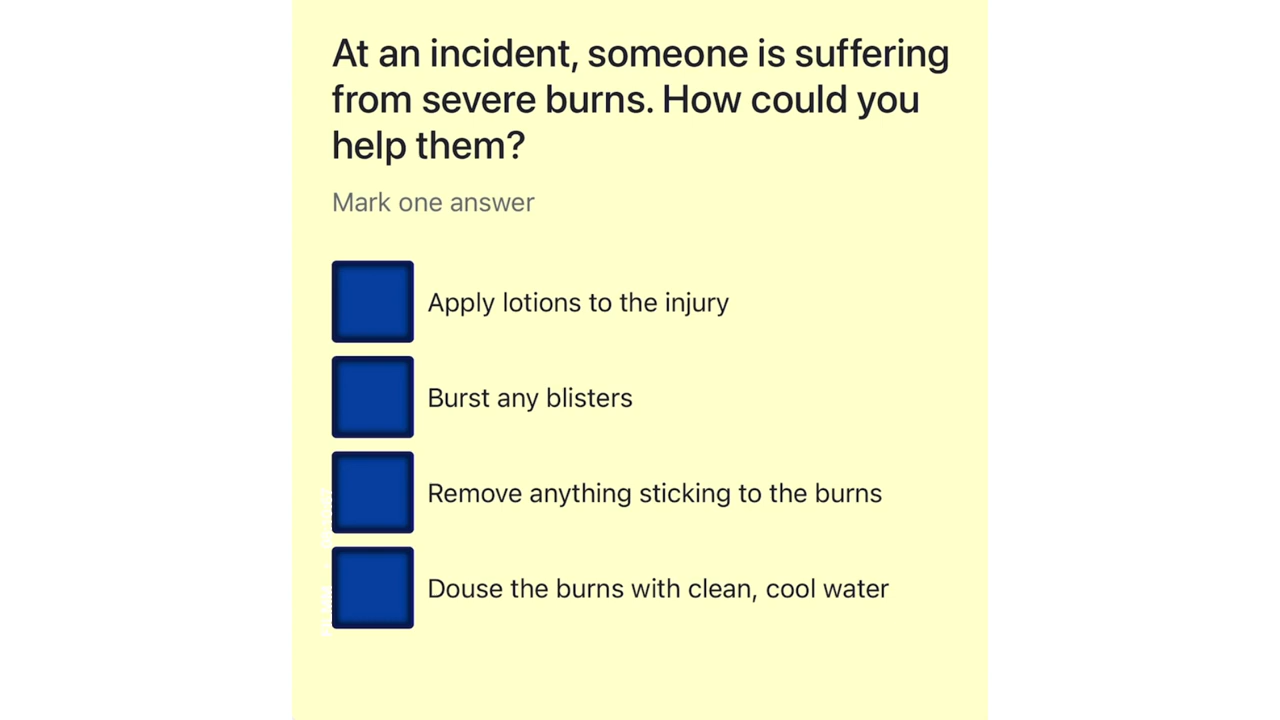 At an incident, someone is suffering
from severe burns. How could you
help them?
Mark one answer
Apply lotions to the injury
Burst any blisters
Remove anything sticking to the burns
Douse the burns with clean, cool water